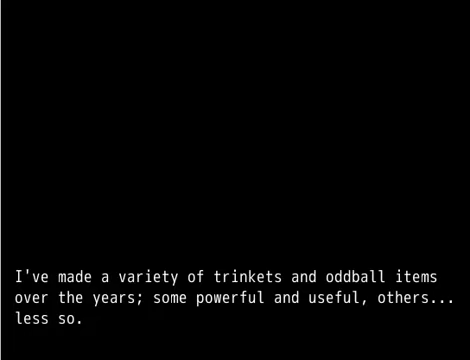 I've made a variety of trinkets and oddball items
over the years; some powerful and useful, others...
less so.